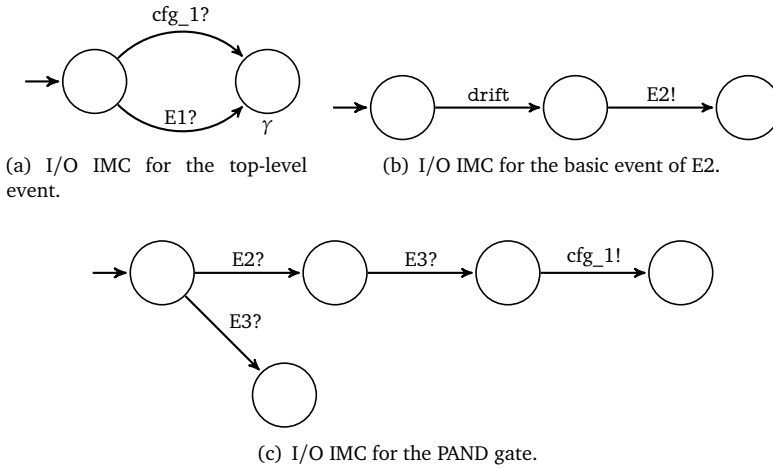 cfg_1?
E1?
γ
(a) I/O IMC for the top-level
event.
drift
E2!
(b) I/O IMC for the basic event of E2.
E2?
E3?
cfg_1!
E3?
(c) I/O IMC for the PAND gate.